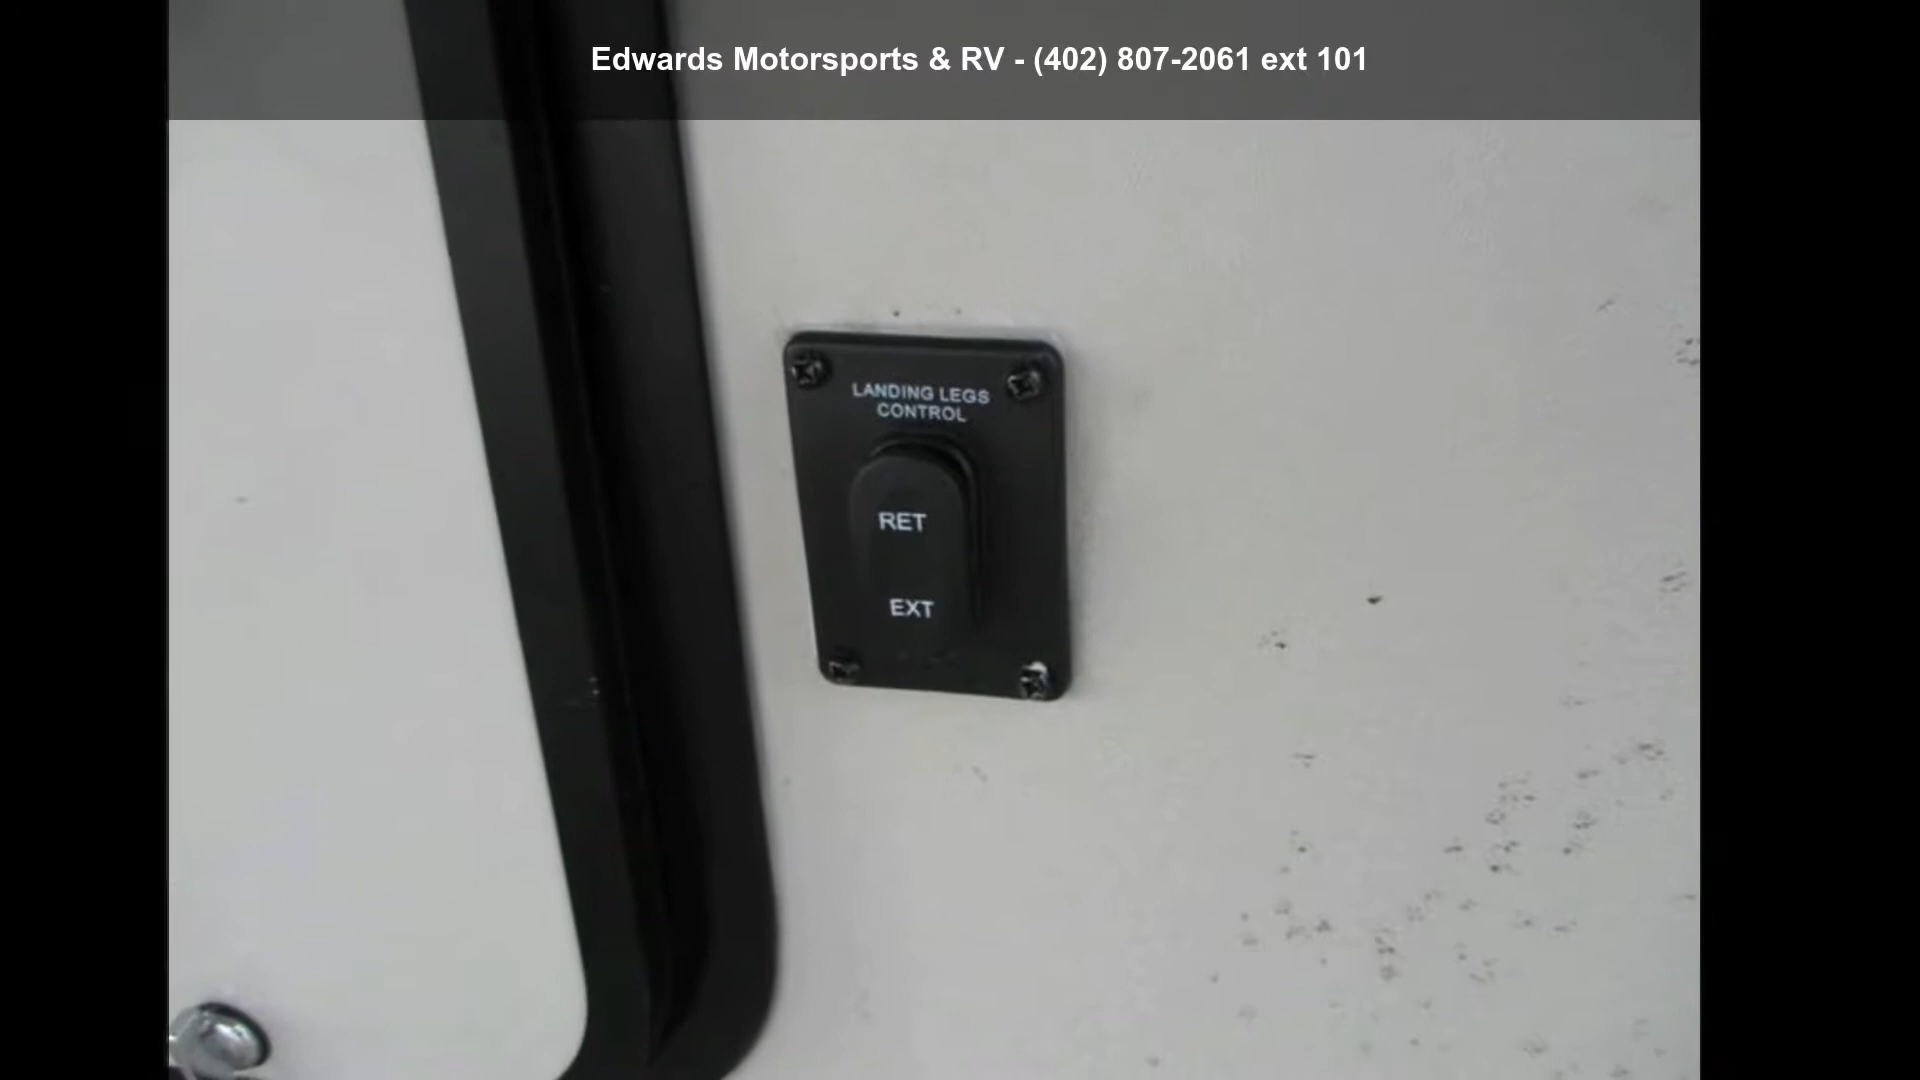 Edwards Motorsports & RV - (402) 807-2061 ext 101
LANDING LEGS
CONTROL
RET
EXT